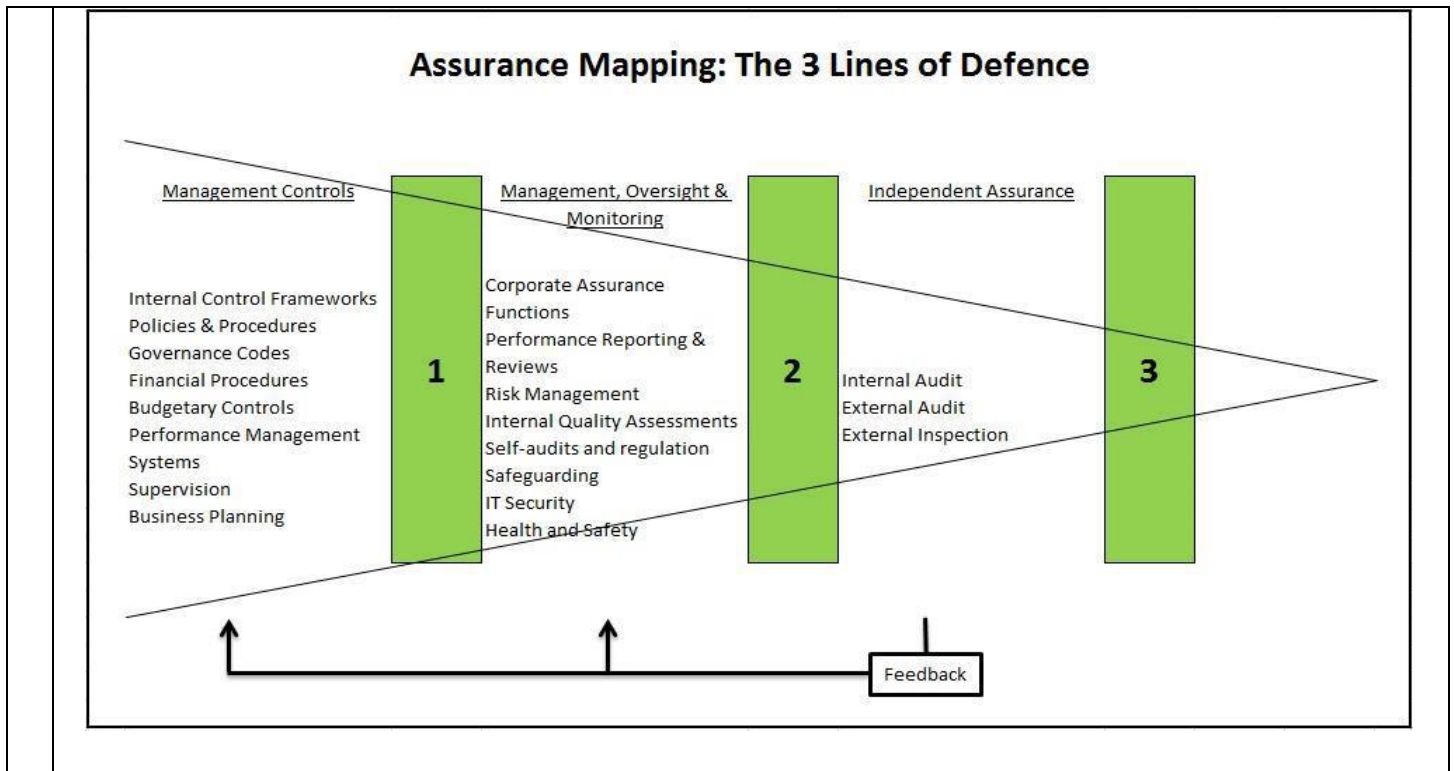 Assurance Mapping: The 3 Lines of Defence
Management Controls
Internal Control Frameworks
Policies & Procedures
Governance Codes
Financial Procedures
Budgetary Controls
Performance Management
Systems
Supervision
Business Planning
1
Management, Oversight &
Monitoring
Corporate Assurance
Functions
Performance Reporting &
Reviews
Risk Management
Internal Quality Assessments
Self-audits and regulation
Safeguarding
IT Security
Health and Safety
2
Independent Assurance
Internal Audit
External Audit
External Inspection
3
Feedback